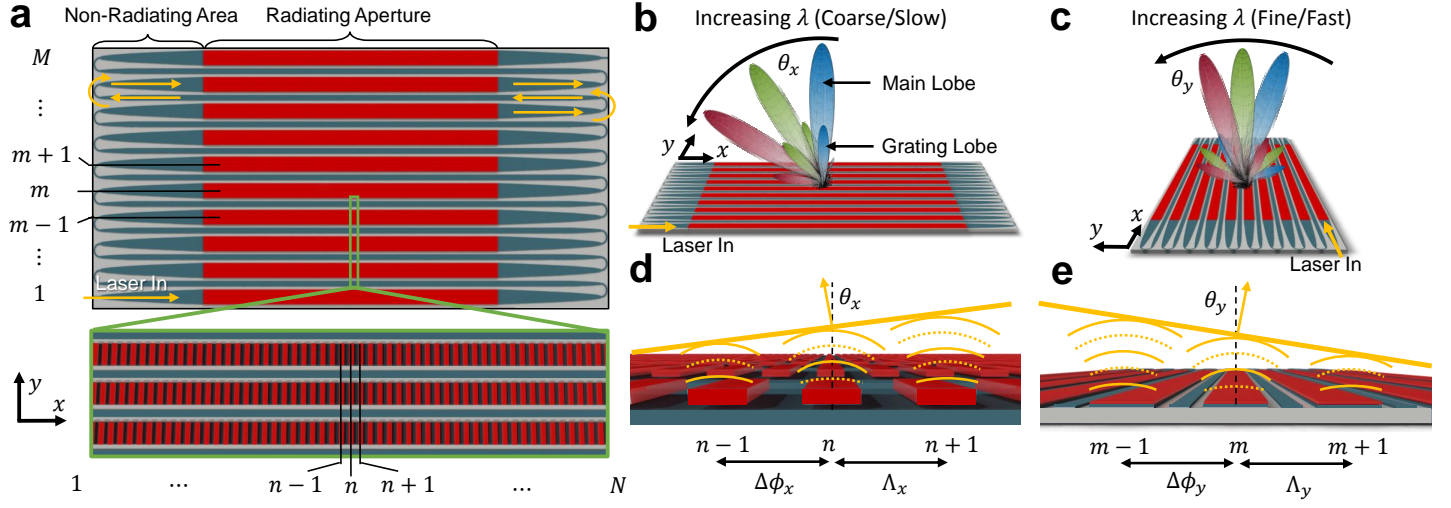 a
Non-Radiating Area
Radiating Aperture
M
⋮
m + 1
m
m − 1
⋮
1
Laser In
y
x
1
⋯
n − 1
n
n + 1
⋯
N
b
Increasing λ (Coarse/Slow)
θx
Main Lobe
Grating Lobe
y
x
Laser In
c
Increasing λ (Fine/Fast)
θy
x
y
Laser In
d
θx
n − 1
n
n + 1
Δϕx
Λx
e
θy
m − 1
m
m + 1
Δϕy
Λy